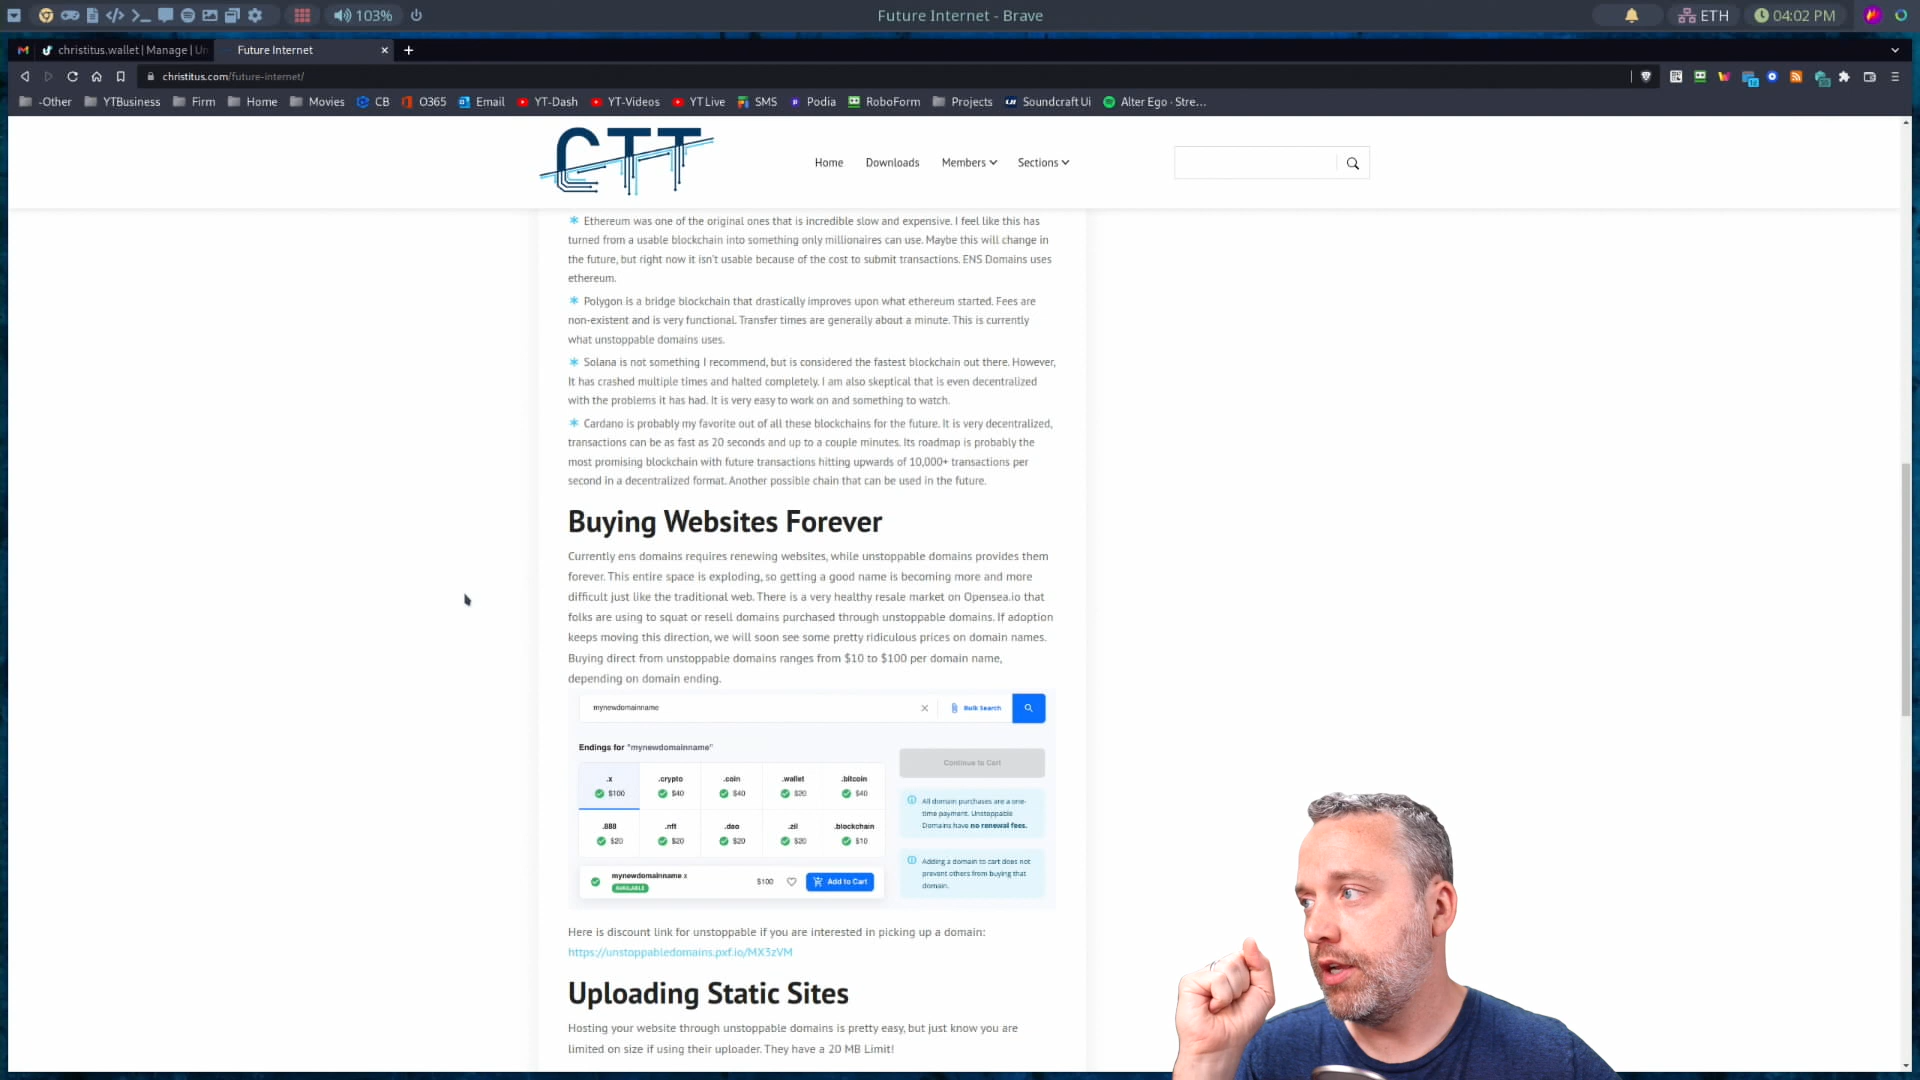 103%
Future Internet - Brave
ETH
04:02 PM
christitus.wallet | Manage | Un
Future Internet
christitus.com/future-internet/
-Other
YTBusiness
Firm
Home
Movies
CB
O365
Email
YT-Dash
YT-Videos
YT Live
SMS
Podia
RoboForm
Projects
Soundcraft Ui
Alter Ego · Stre...
CTT
Home
Downloads
Members
Sections
Ethereum was one of the original ones that is incredible slow and expensive. I feel like this has
turned from a usable blockchain into something only millionaires can use. Maybe this will change in
the future, but right now it isn't usable because of the cost to submit transactions. ENS Domains uses
ethereum.
Polygon is a bridge blockchain that drastically improves upon what ethereum started. Fees are
non-existent and is very functional. Transfer times are generally about a minute. This is currently
what unstoppable domains uses.
Solana is not something I recommend, but is considered the fastest blockchain out there. However,
It has crashed multiple times and halted completely. I am also skeptical that is even decentralized
with the problems it has had. It is very easy to work on and something to watch.
Cardano is probably my favorite out of all these blockchains for the future. It is very decentralized,
transactions can be as fast as 20 seconds and up to a couple minutes. Its roadmap is probably the
most promising blockchain with future transactions hitting upwards of 10,000+ transactions per
second in a decentralized format. Another possible chain that can be used in the future.
Buying Websites Forever
Currently ens domains requires renewing websites, while unstoppable domains provides them
forever. This entire space is exploding, so getting a good name is becoming more and more
difficult just like the traditional web. There is a very healthy resale market on Opensea.io that
folks are using to squat or resell domains purchased through unstoppable domains. If adoption
keeps moving this direction, we will soon see some pretty ridiculous prices on domain names.
Buying direct from unstoppable domains ranges from $10 to $100 per domain name,
depending on domain ending.
mynewdomainname
Bulk Search
Endings for "mynewdomainname"
Continue to Cart
.x
.crypto
.coin
.wallet
.bitcoin
$100
$40
$40
$20
$40
All domain purchases are a one-
time payment. Unstoppable
Domains have no renewal fees.
.888
.nft
.dao
.zil
.blockchain
$20
$20
$20
$20
$10
Adding a domain to cart does not
prevent others from buying that
domain.
mynewdomainname.x
AVAILABLE
$100
Add to Cart
Here is discount link for unstoppable if you are interested in picking up a domain:
https://unstoppabledomains.pxf.io/MX3zVM
Uploading Static Sites
Hosting your website through unstoppable domains is pretty easy, but just know you are
limited on size if using their uploader. They have a 20 MB Limit!